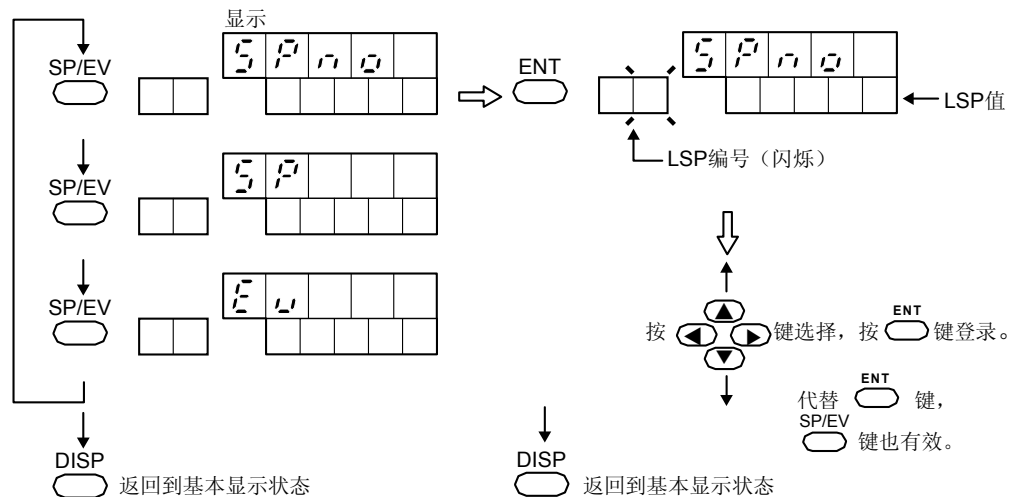 显示
SP/EV
SPno
ENT
SPno
LSP值
LSP编号（闪烁）
SP/EV
SP
SP/EV
Ev
按 键选择，按 ENT 键登录。
代替 ENT 键，
SP/EV 键也有效。
DISP
返回到基本显示状态
DISP
返回到基本显示状态